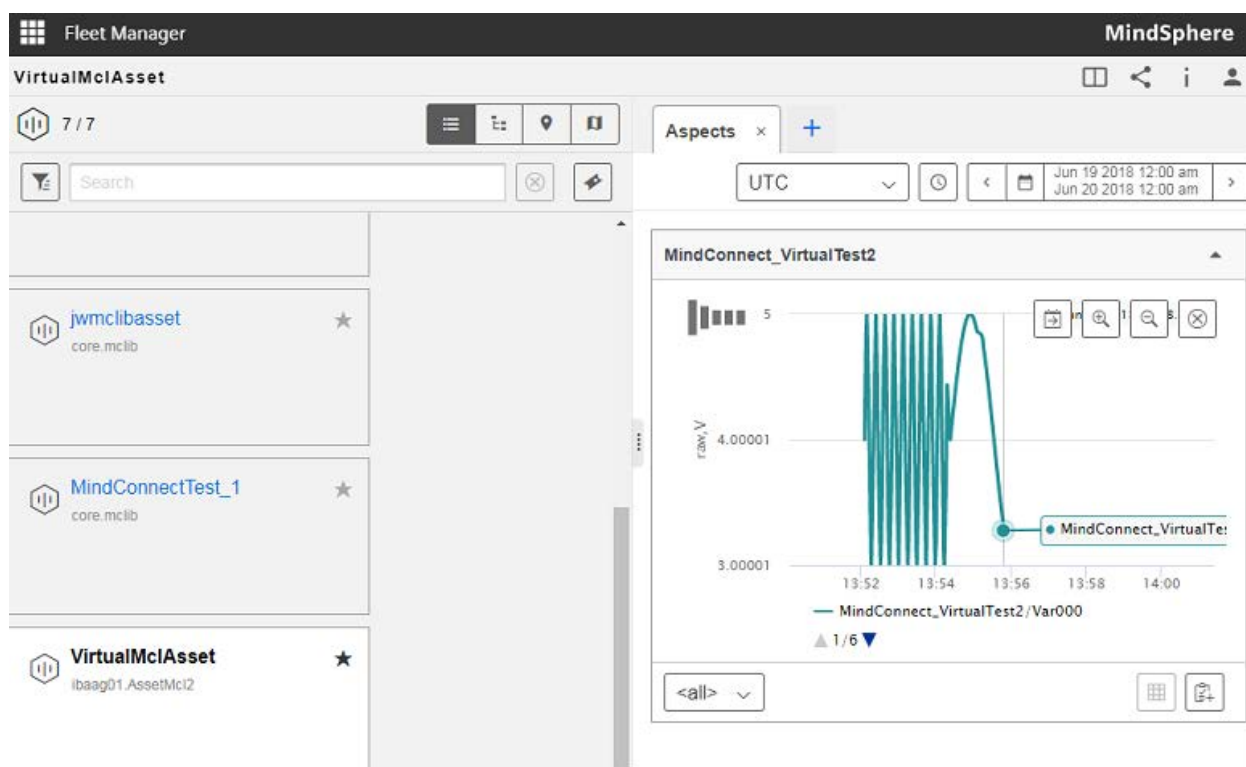 Fleet Manager
MindSphere
VirtualMclAsset
7 / 7
Search
jwmclibasset
core.mclib
MindConnectTest_1
core.mclib
VirtualMclAsset
ibaag01.AssetMcl2
Aspects
UTC
Jun 19 2018 12:00 am
Jun 20 2018 12:00 am
MindConnect_VirtualTest2
5
raw,V
4.00001
MindConnect_VirtualTe
3.00001
13:52 13:54 13:56 13:58 14:00
MindConnect_VirtualTest2/Var000
1/6
<all>